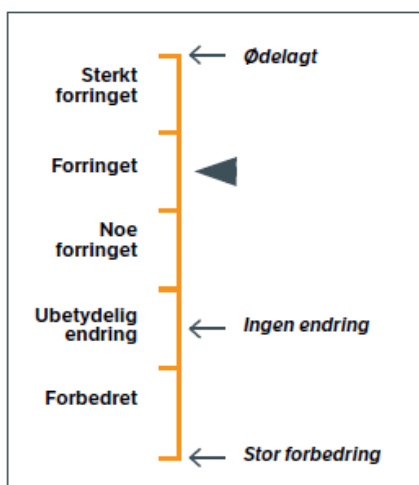 Ødelagt
Sterkt
forringet
Forringet
Noe
forringet
Ubetydelig
endring
Ingen endring
Forbedret
Stor forbedring